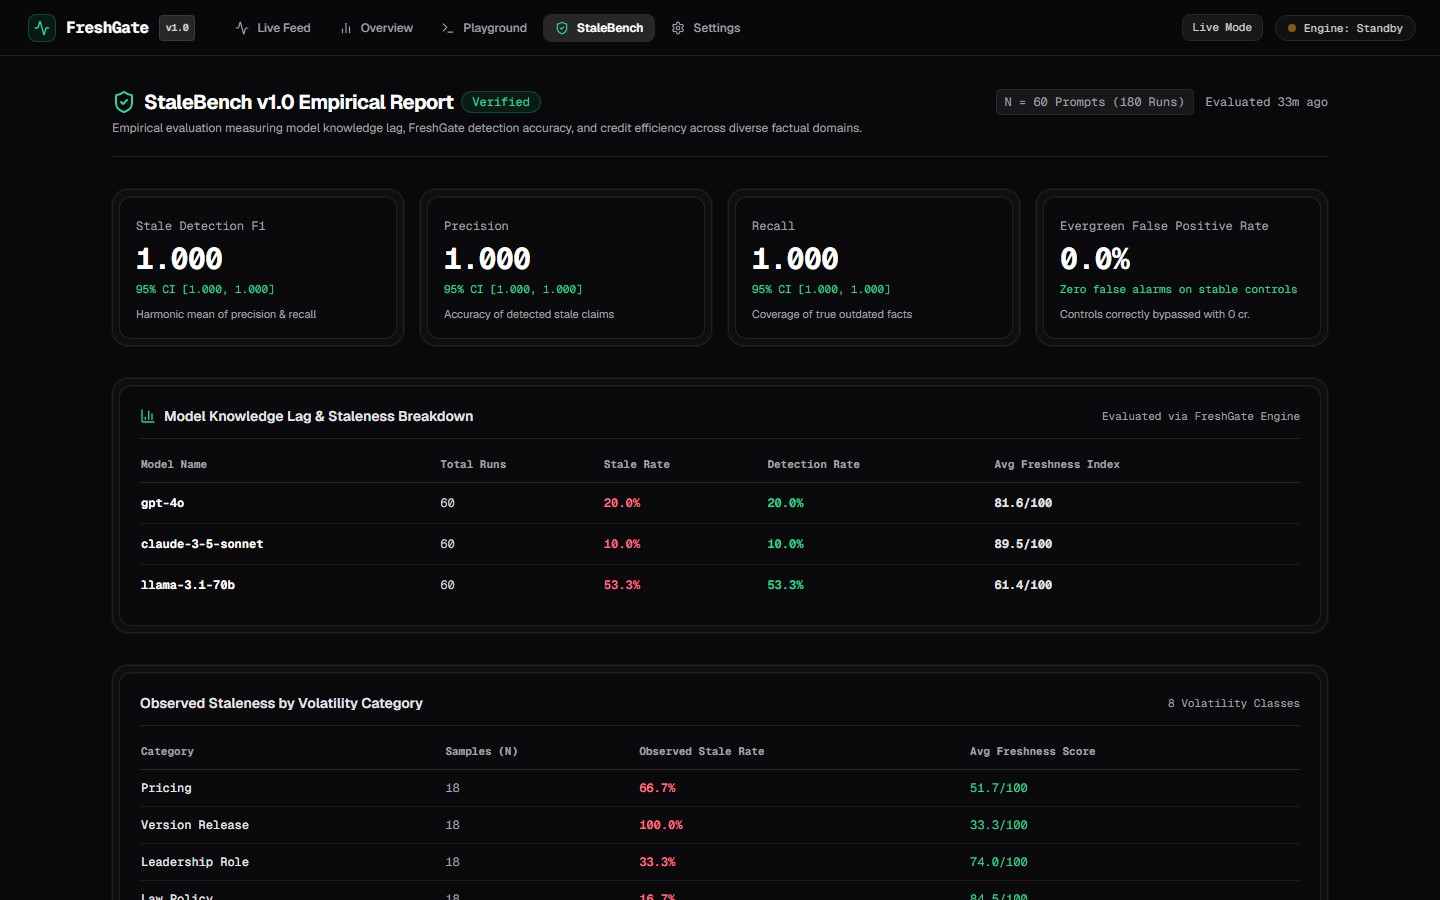 FreshGate v1.0 Live Feed Overview Playground StaleBench Settings Live Mode Engine: Standby
StaleBench v1.0 Empirical Report Verified N = 60 Prompts (180 Runs) Evaluated 33m ago
Empirical evaluation measuring model knowledge lag, FreshGate detection accuracy, and credit efficiency across diverse factual domains.
Stale Detection F1
1.000
95% CI [1.000, 1.000]
Harmonic mean of precision & recall
Precision
1.000
95% CI [1.000, 1.000]
Accuracy of detected stale claims
Recall
1.000
95% CI [1.000, 1.000]
Coverage of true outdated facts
Evergreen False Positive Rate
0.0%
Zero false alarms on stable controls
Controls correctly bypassed with 0 cr.
Model Knowledge Lag & Staleness Breakdown Evaluated via FreshGate Engine
Model Name Total Runs Stale Rate Detection Rate Avg Freshness Index
gpt-4o 60 20.0% 20.0% 81.6/100
claude-3-5-sonnet 60 10.0% 10.0% 89.5/100
llama-3.1-70b 60 53.3% 53.3% 61.4/100
Observed Staleness by Volatility Category 8 Volatility Classes
Category Samples (N) Observed Stale Rate Avg Freshness Score
Pricing 18 66.7% 51.7/100
Version Release 18 100.0% 33.3/100
Leadership Role 18 33.3% 74.0/100
Law Policy 18 16.7% 84.5/100